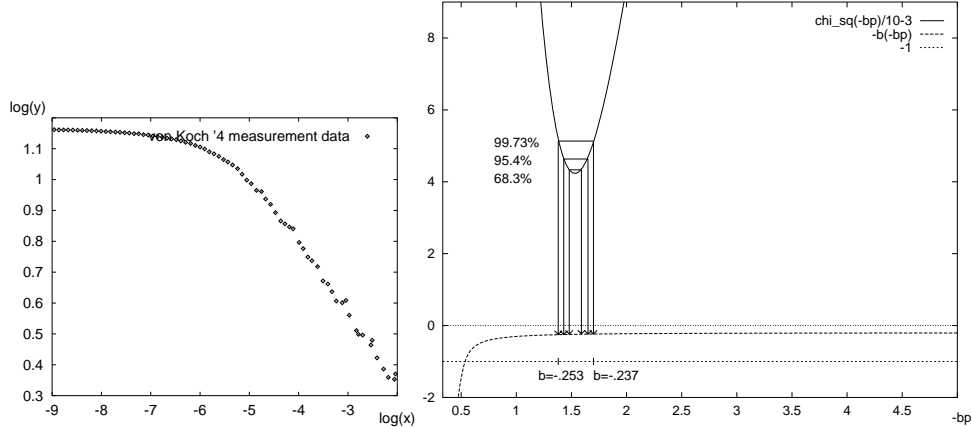 log(y)
von Koch '4 measurement data
1.1
1
0.9
0.8
0.7
0.6
0.5
0.4
0.3
-9 -8 -7 -6 -5 -4 -3 -2
log(x)
chi_sq(-bp)/10-3
-b(-bp)
-1
8
6
4
2
0
-2
99.73%
95.4%
68.3%
b=-.253 b=-.237
0.5 1 1.5 2 2.5 3 3.5 4 4.5
-bp